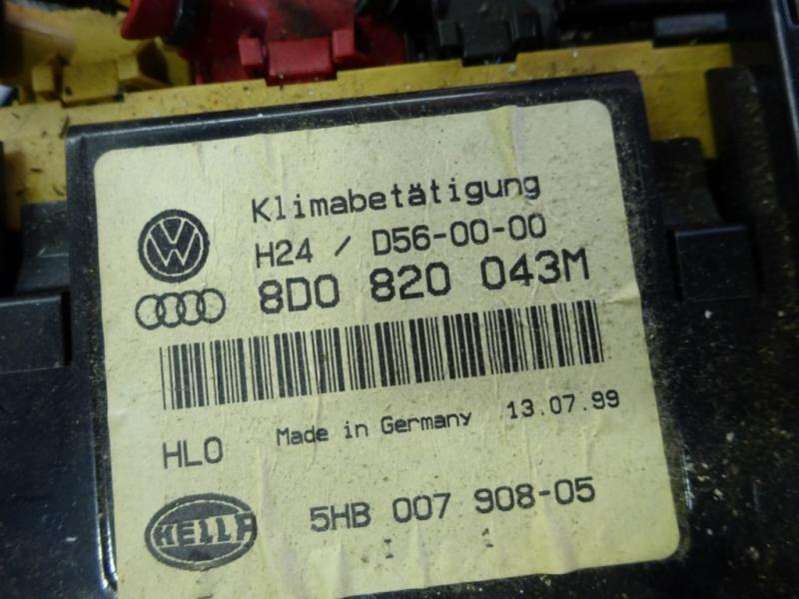 Klimabetätigung
H24 / D56-00-00
8D0 820 043M
HLO Made in Germany 13.07.99
HELLA 5HB 007 908-05